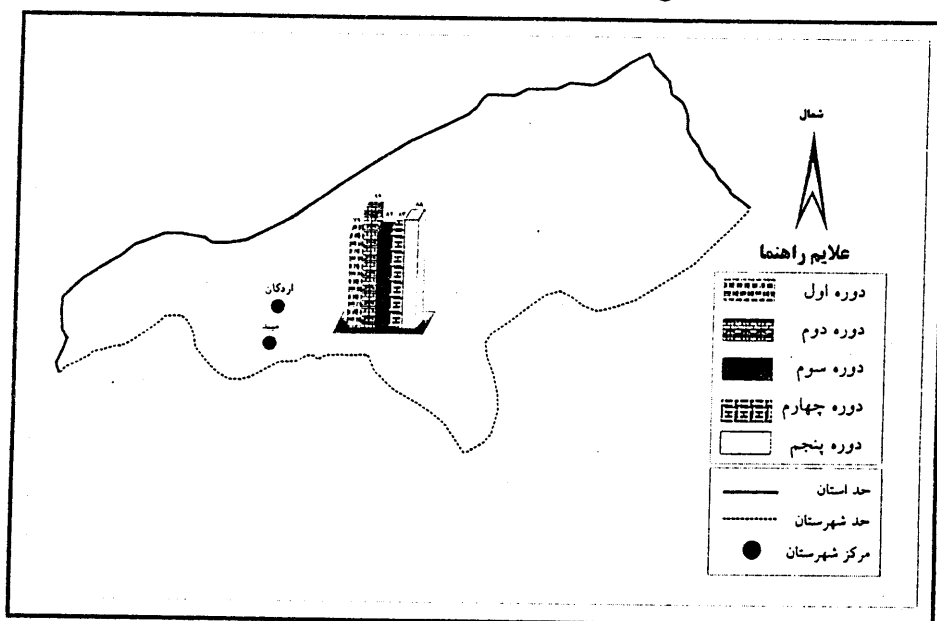 شمال
علایم راهنما
دوره اول
دوره دوم
دوره سوم
دوره چهارم
دوره پنجم
حد استان
حد شهرستان
مرکز شهرستان
اردکان
میبد